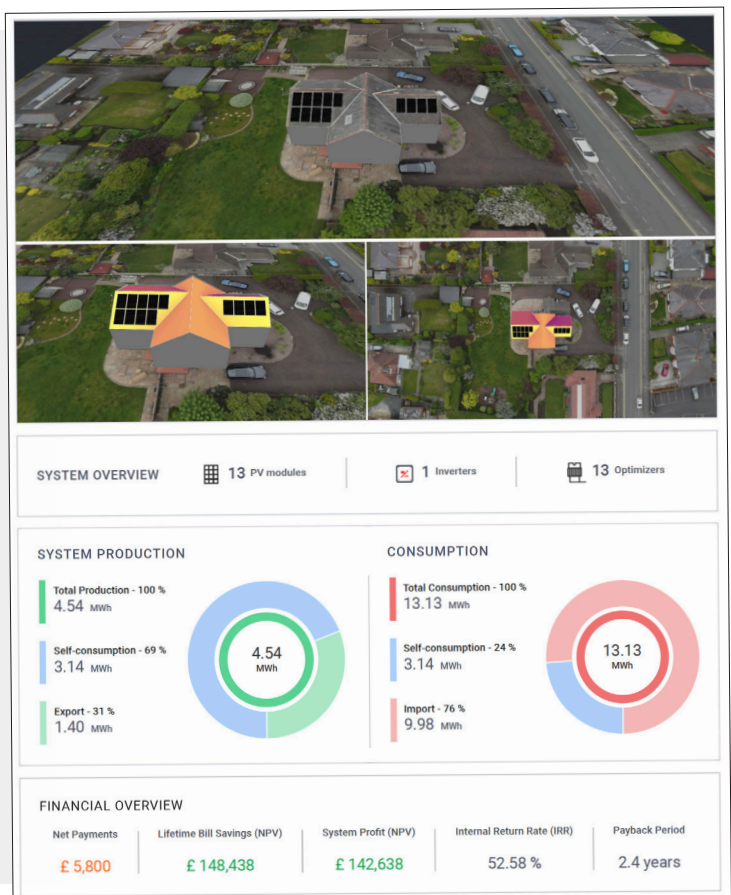 SYSTEM OVERVIEW 13 PV modules 1 Inverters 13 Optimizers
SYSTEM PRODUCTION
Total Production - 100 %
4.54 MWh
Self-consumption - 69 %
3.14 MWh
Export - 31 %
1.40 MWh
4.54
MWh
CONSUMPTION
Total Consumption - 100 %
13.13 MWh
Self-consumption - 24 %
3.14 MWh
Import - 76 %
9.98 MWh
13.13
MWh
FINANCIAL OVERVIEW
Net Payments
£ 5,800
Lifetime Bill Savings (NPV)
£ 148,438
System Profit (NPV)
£ 142,638
Internal Return Rate (IRR)
52.58 %
Payback Period
2.4 years